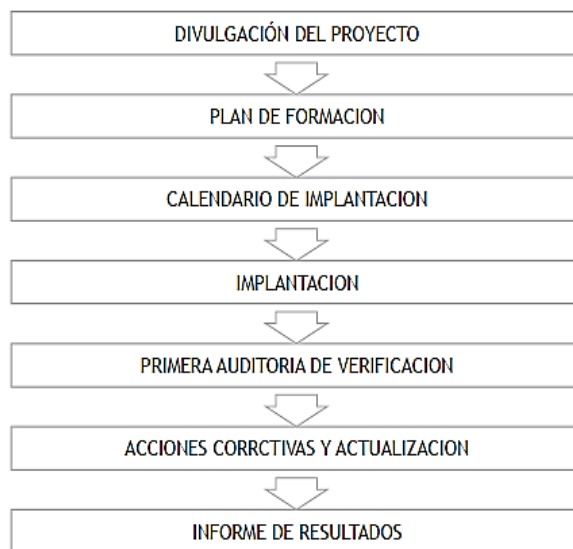 DIVULGACIÓN DEL PROYECTO
PLAN DE FORMACION
CALENDARIO DE IMPLANTACION
IMPLANTACION
PRIMERA AUDITORIA DE VERIFICACION
ACCIONES CORRCTIVAS Y ACTUALIZACION
INFORME DE RESULTADOS